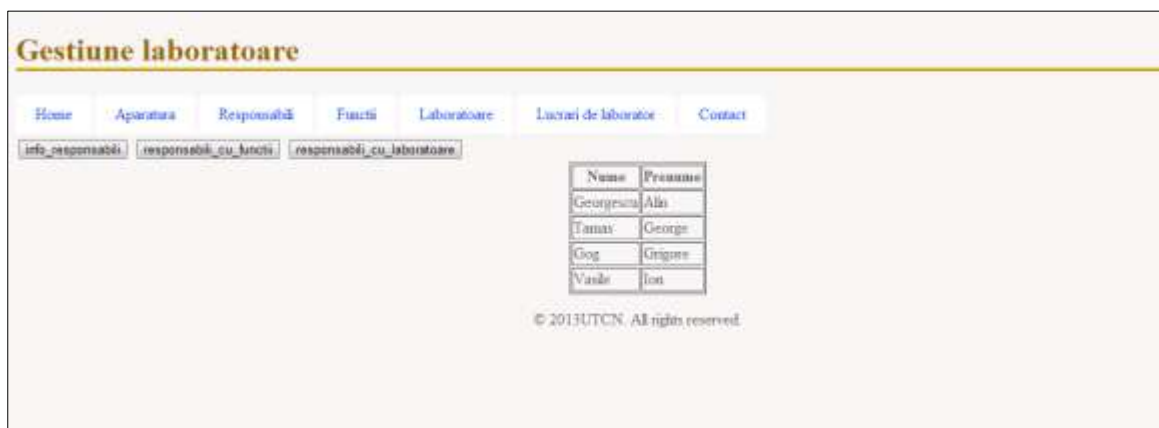 Gestiune laboratoare
Home Aparatura Responsabili Functii Laboratoare Lucrari de laborator Contact
info_responsabili responsabili_cu_functii responsabili_cu_laboratoare
Nume Prenume
Georgescu Alin
Tamas George
Gog Grigore
Vasile Ion
© 2013UTCN. All rights reserved.